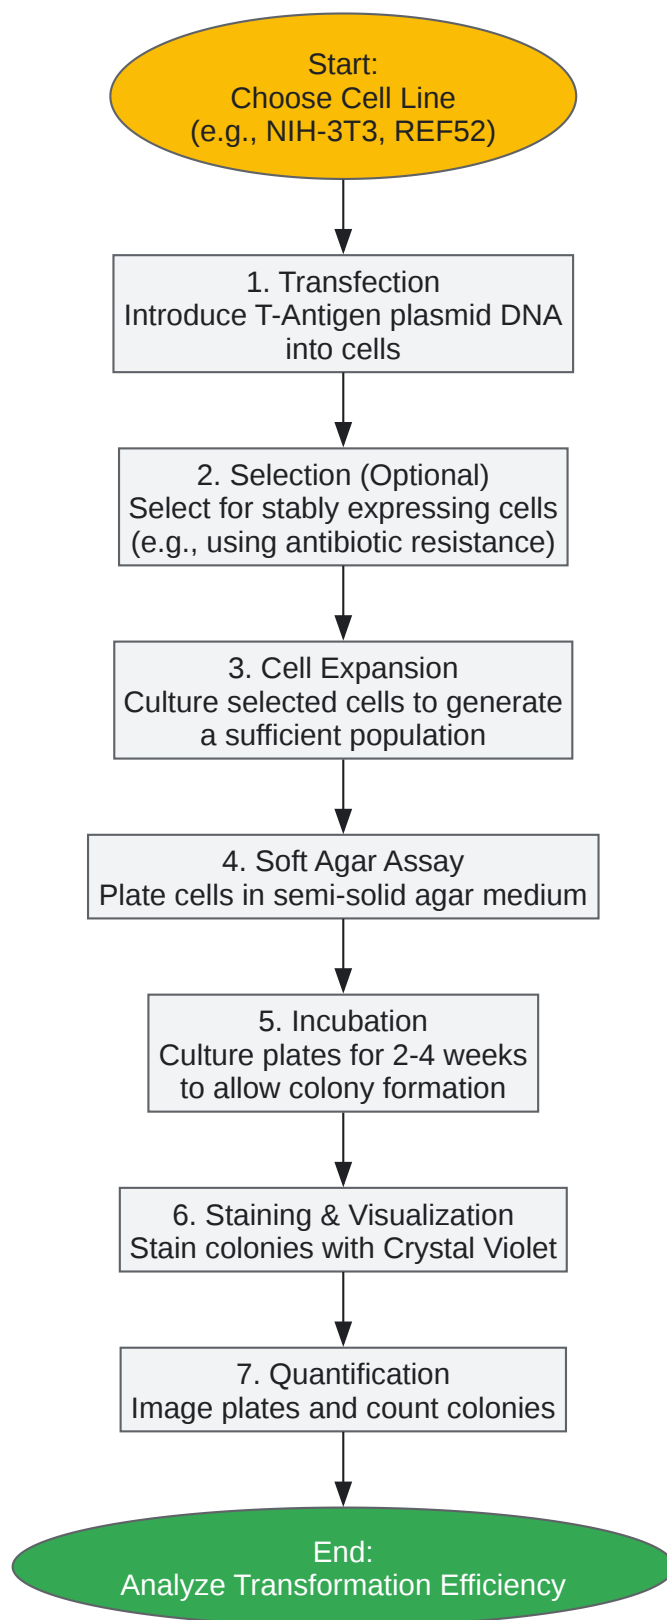 Start:
Choose Cell Line
(e.g., NIH-3T3, REF52)
1. Transfection
Introduce T-Antigen plasmid DNA
into cells
2. Selection (Optional)
Select for stably expressing cells
(e.g., using antibiotic resistance)
3. Cell Expansion
Culture selected cells to generate
a sufficient population
4. Soft Agar Assay
Plate cells in semi-solid agar medium
5. Incubation
Culture plates for 2-4 weeks
to allow colony formation
6. Staining & Visualization
Stain colonies with Crystal Violet
7. Quantification
Image plates and count colonies
End:
Analyze Transformation Efficiency